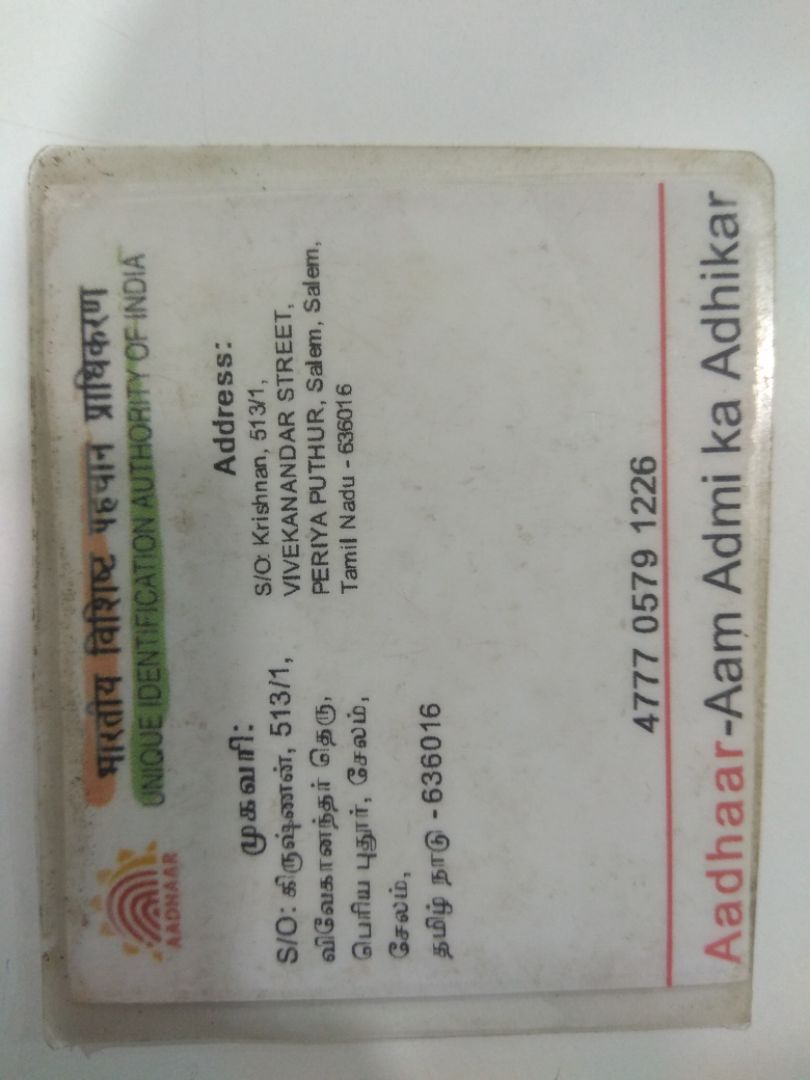 भारतीय विशिष्ट पहचान प्राधिकरण
UNIQUE IDENTIFICATION AUTHORITY OF INDIA
AADHAAR
முகவரி:
S/O: கிருஷ்ணன், 513/1,
விவேகானந்தர் தெரு,
பெரிய புதூர், சேலம்,
சேலம்,
தமிழ் நாடு - 636016
Address:
S/O: Krishnan, 513/1,
VIVEKANANDAR STREET,
PERIYA PUTHUR, Salem, Salem,
Tamil Nadu - 636016
4777 0579 1226
Aadhaar-Aam Admi ka Adhikar